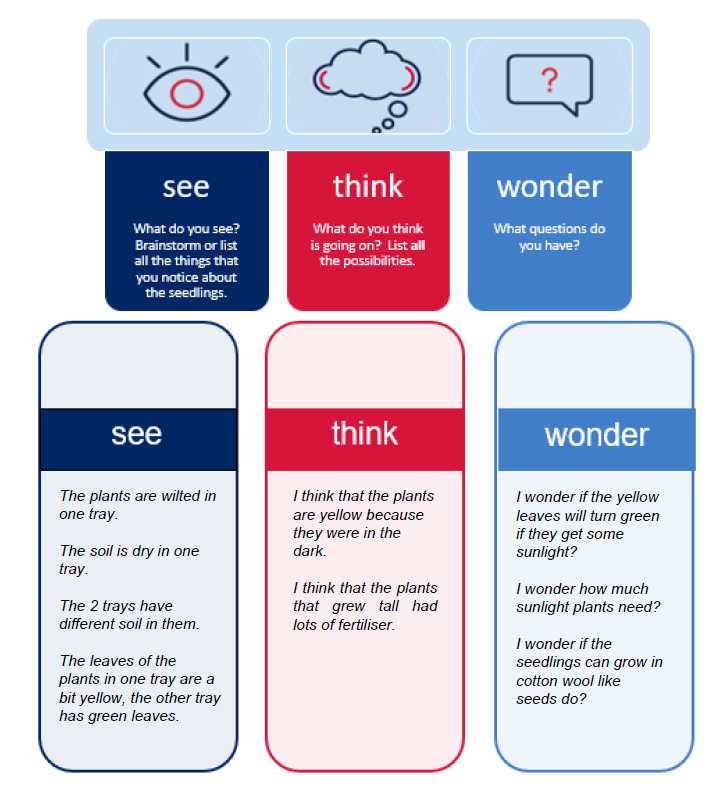 ?
see
What do you see?
Brainstorm or list
all the things that
you notice about
the seedlings.
think
What do you think
is going on? List all
the possibilities.
wonder
What questions do
you have?
see
The plants are wilted in
one tray.
The soil is dry in one
tray.
The 2 trays have
different soil in them.
The leaves of the
plants in one tray are a
bit yellow, the other tray
has green leaves.
think
I think that the plants
are yellow because
they were in the
dark.
I think that the plants
that grew tall had
lots of fertiliser.
wonder
I wonder if the yellow
leaves will turn green
if they get some
sunlight?
I wonder how much
sunlight plants need?
I wonder if the
seedlings can grow in
cotton wool like
seeds do?